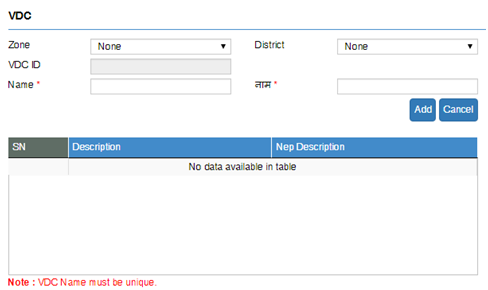 VDC
Zone None District None
VDC ID
Name * नाम *
Add Cancel
SN Description Nep Description
No data available in table
Note : VDC Name must be unique.